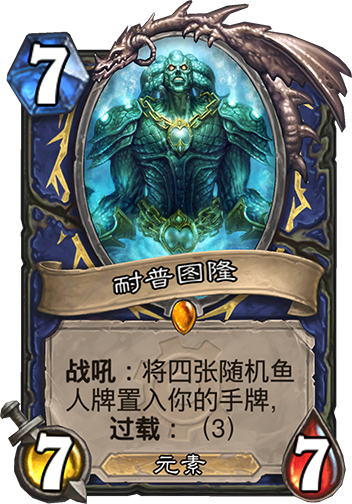 7
耐普图隆
战吼：将四张随机鱼
人牌置入你的手牌，
过载：（3）
7
元素
7